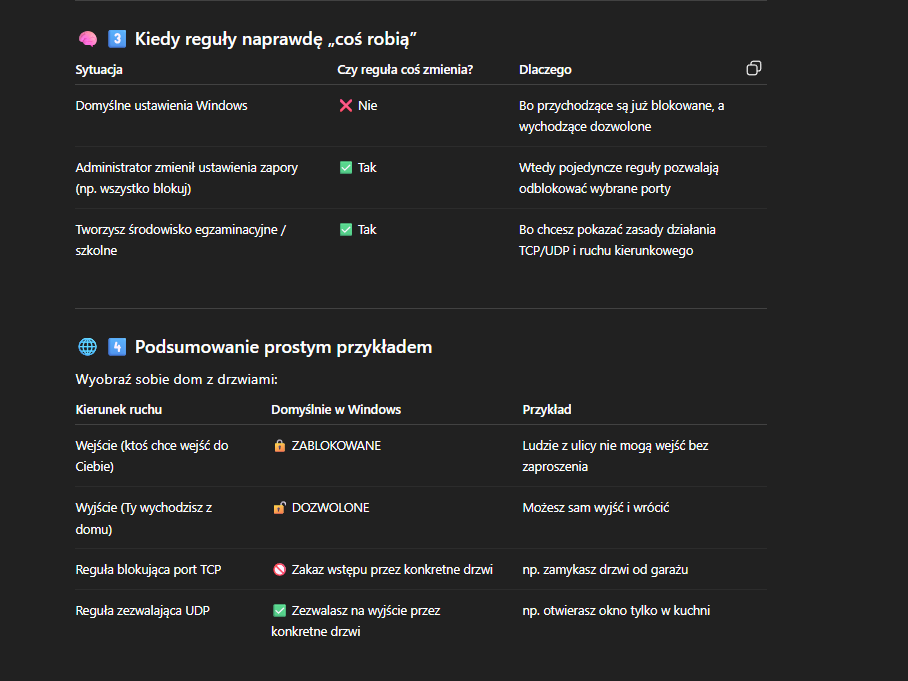 🧠 3️⃣ Kiedy reguły naprawdę „coś robią”
Sytuacja Czy reguła coś zmienia? Dlaczego
Domyślne ustawienia Windows ❌ Nie Bo przychodzące są już blokowane, a
wychodzące dozwolone
Administrator zmienił ustawienia zapory ✅ Tak Wtedy pojedyncze reguły pozwalają
(np. wszystko blokuj) odblokować wybrane porty
Tworzysz środowisko egzaminacyjne / ✅ Tak Bo chcesz pokazać zasady działania
szkolne TCP/UDP i ruchu kierunkowego
🌐 4️⃣ Podsumowanie prostym przykładem
Wyobraź sobie dom z drzwiami:
Kierunek ruchu Domyślnie w Windows Przykład
Wejście (ktoś chce wejść do 🔒 ZABLOKOWANE Ludzie z ulicy nie mogą wejść bez
Ciebie) zaproszenia
Wyjście (Ty wychodzisz z 🔓 DOZWOLONE Możesz sam wyjść i wrócić
domu)
Reguła blokująca port TCP 🚫 Zakaz wstępu przez konkretne drzwi np. zamykasz drzwi od garażu
Reguła zezwalająca UDP ✅ Zezwalasz na wyjście przez np. otwierasz okno tylko w kuchni
konkretne drzwi